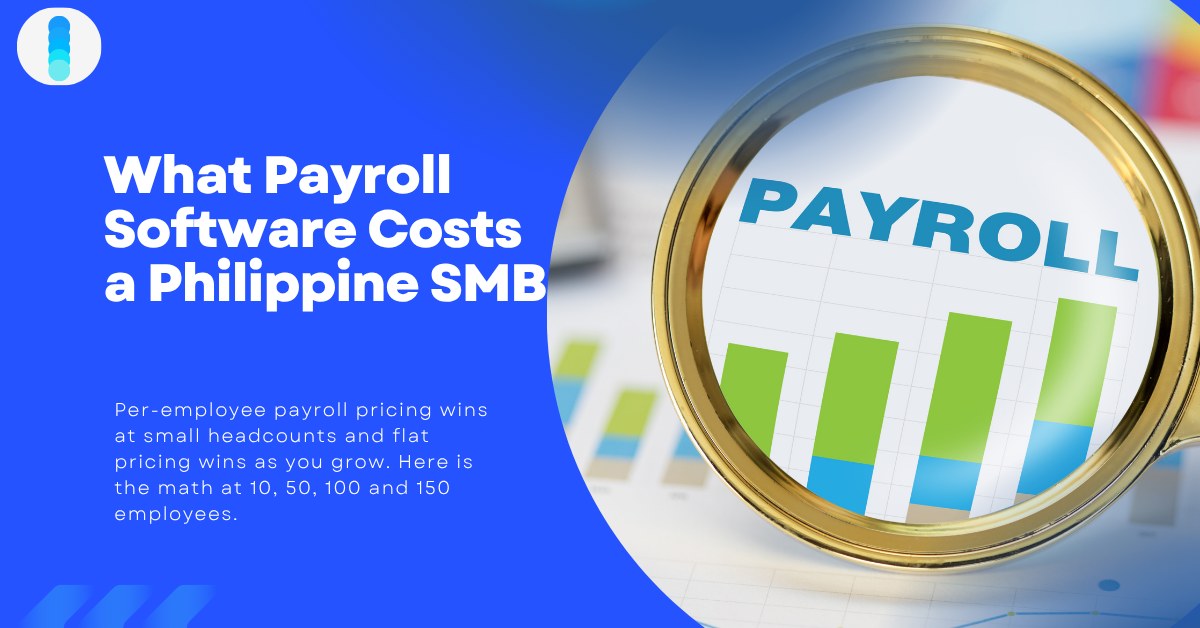 What Payroll
Software Costs
a Philippine SMB
Per-employee payroll pricing wins
at small headcounts and flat
pricing wins as you grow. Here is
the math at 10, 50, 100 and 150
employees.
PAYROLL